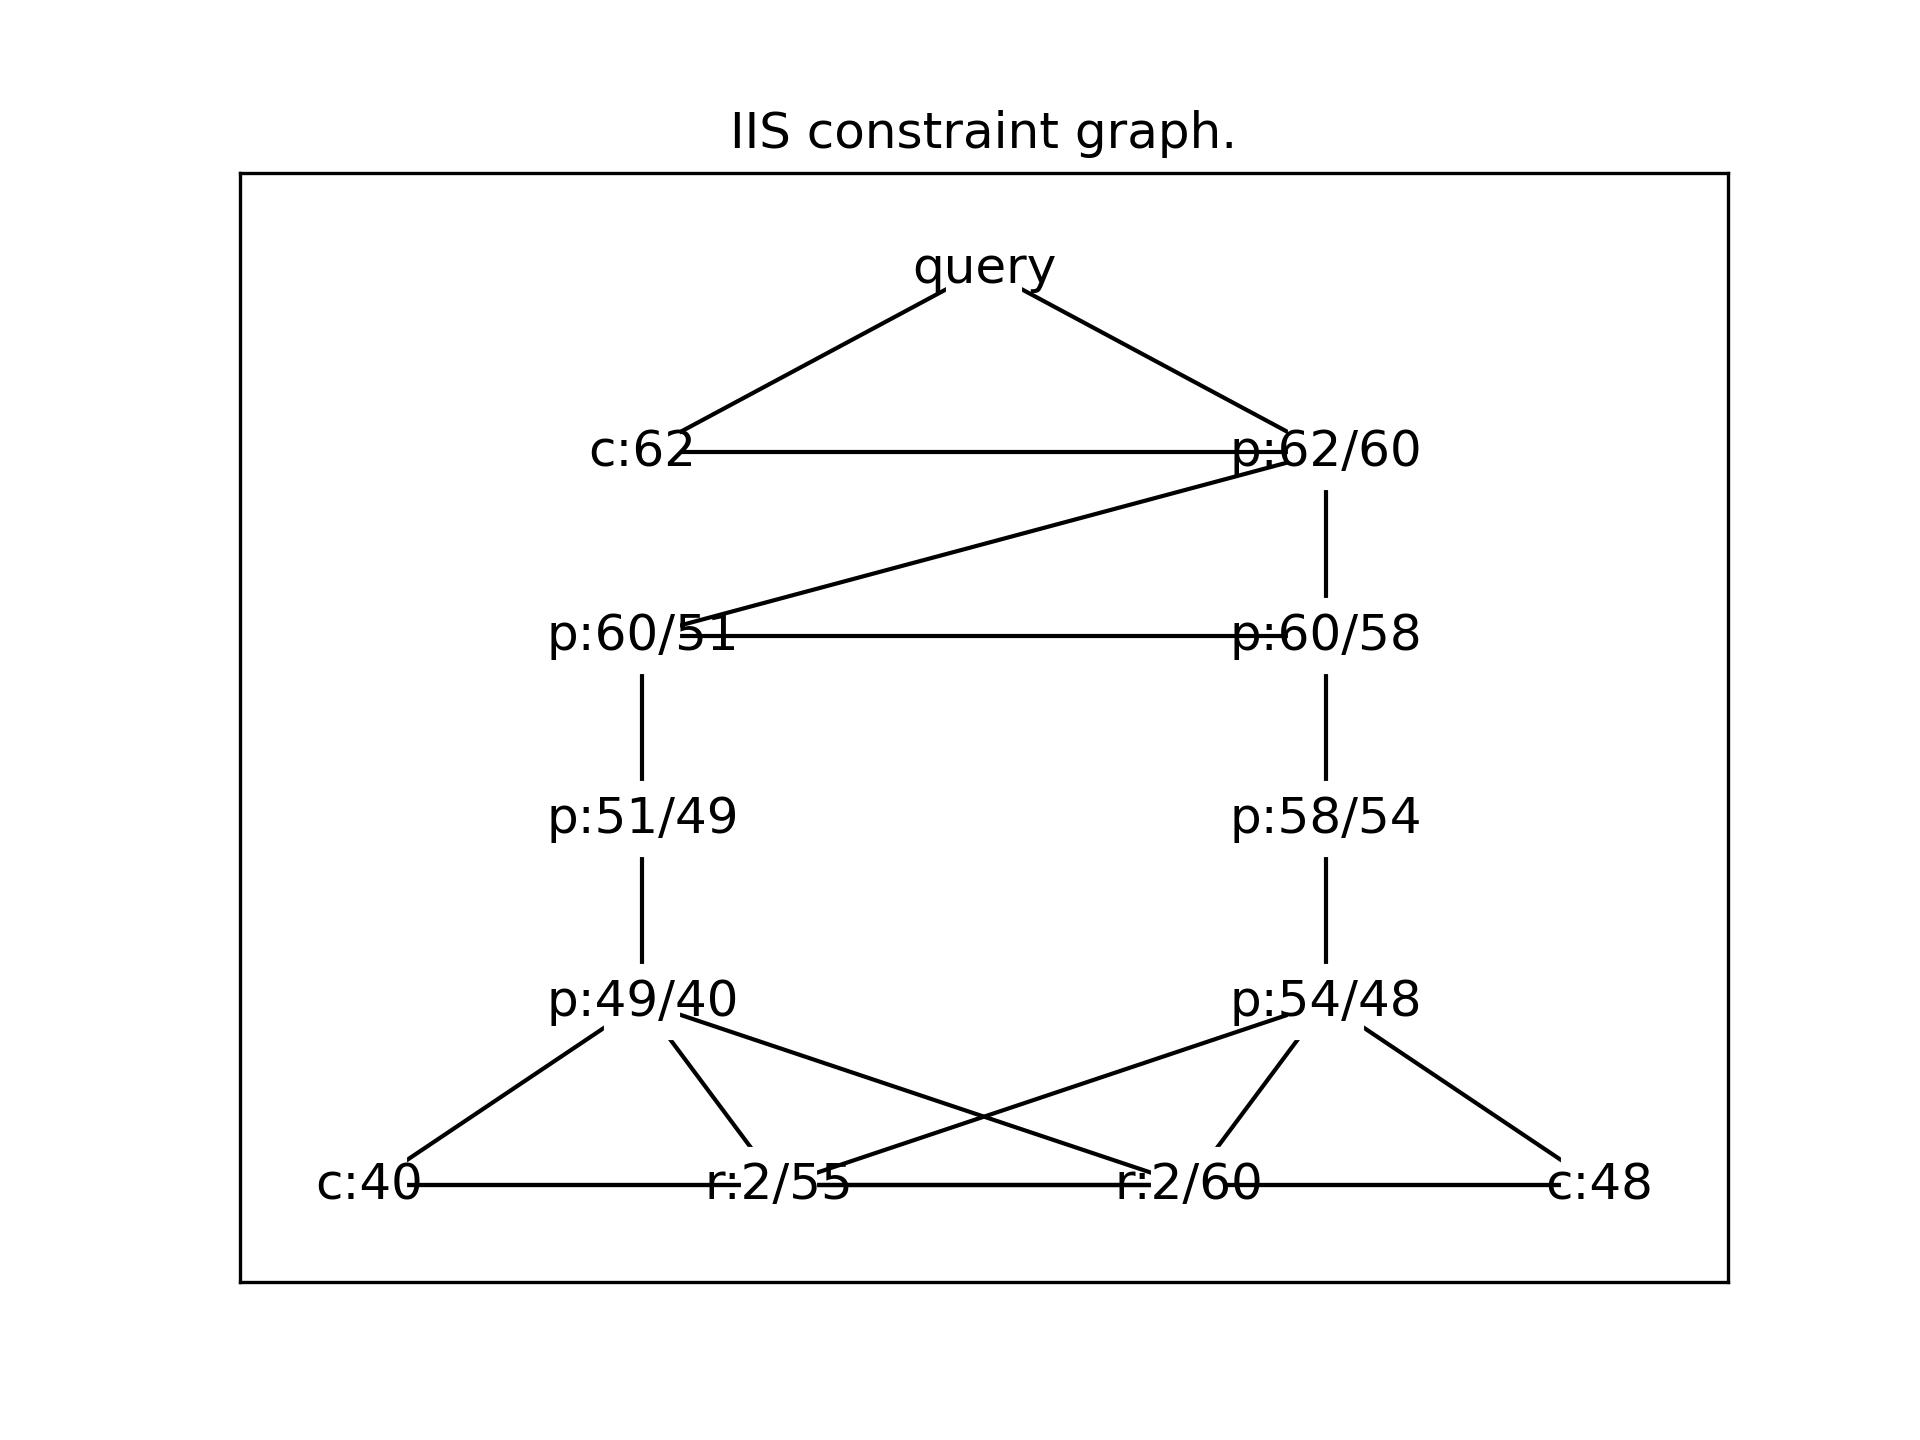 IIS constraint graph.
query
c:62 p:62/60
p:60/51 p:60/58
p:51/49 p:58/54
p:49/40 p:54/48
c:40 r:2/55 r:2/60 c:48